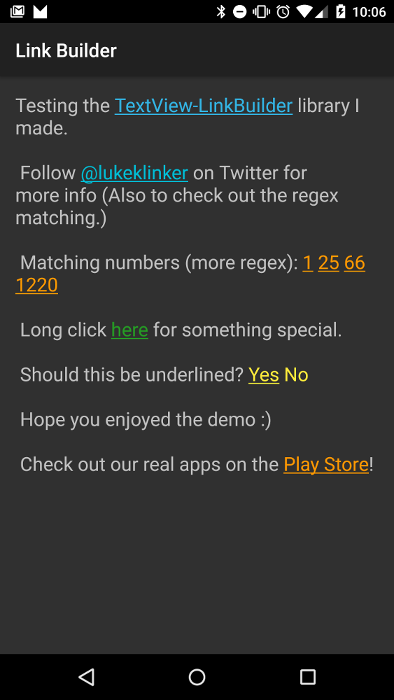 10:06
Link Builder
Testing the TextView-LinkBuilder library I
made.
Follow @lukeklinker on Twitter for
more info (Also to check out the regex
matching.)
Matching numbers (more regex): 1 25 66
1220
Long click here for something special.
Should this be underlined? Yes No
Hope you enjoyed the demo :)
Check out our real apps on the Play Store!